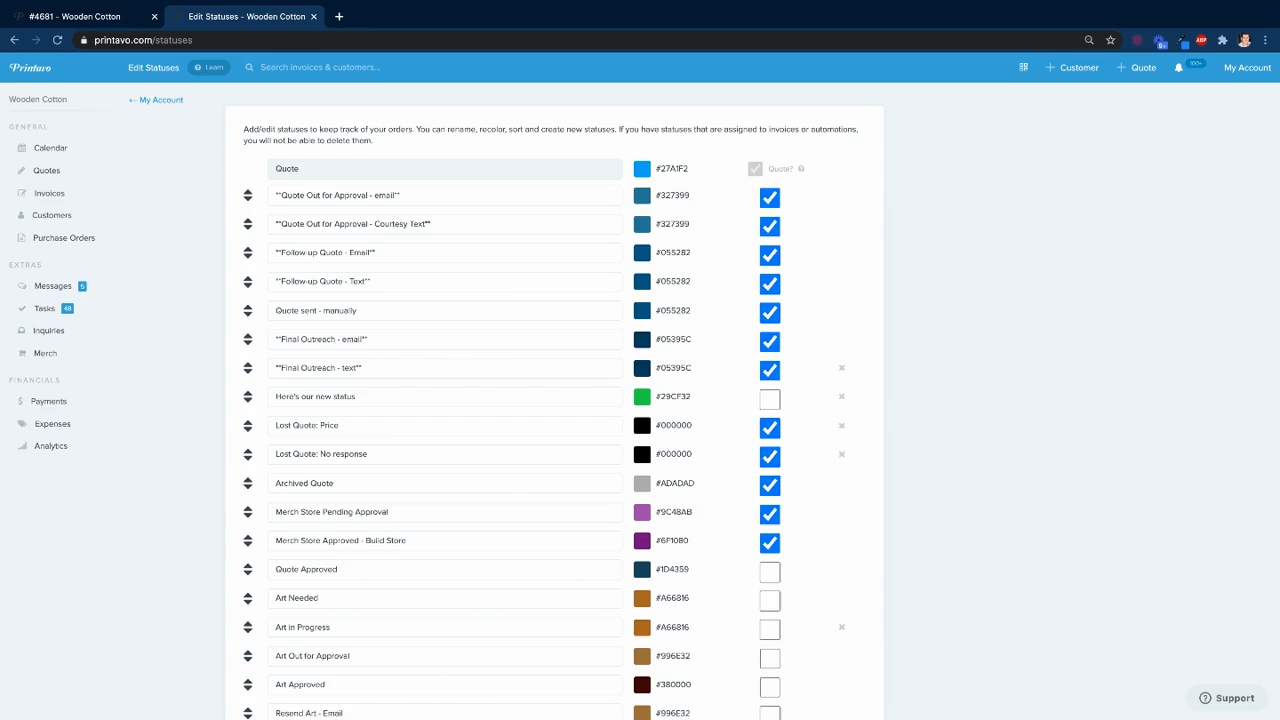 #4681 - Wooden Cotton
Edit Statuses - Wooden Cotton
printavo.com/statuses
9+
ABP
Printavo
Edit Statuses
Learn
Search invoices & customers...
Customer
Quote
100+
My Account
Wooden Cotton
GENERAL
Calendar
Quotes
Invoices
Customers
Purchase Orders
EXTRAS
Messages 5
Tasks 48
Inquiries
Merch
FINANCIALS
$ Payments
Expenses
Analytics
← My Account
Add/edit statuses to keep track of your orders. You can rename, recolor, sort and create new statuses. If you have statuses that are assigned to invoices or automations,
you will not be able to delete them.
Quote #27A1F2 Quote?
**Quote Out for Approval - email** #327399
**Quote Out for Approval - Courtesy Text** #327399
**Follow-up Quote - Email** #055282
**Follow-up Quote - Text** #055282
Quote sent - manually #055282
**Final Outreach - email** #05395C
**Final Outreach - text** #05395C
Here's our new status #29CF32
Lost Quote: Price #000000
Lost Quote: No response #000000
Archived Quote #ADADAD
Merch Store Pending Approval #9C48AB
Merch Store Approved - Build Store #6F1080
Quote Approved #1D4359
Art Needed #A66816
Art in Progress #A66816
Art Out for Approval #996E32
Art Approved #380000
Resend Art - Email #996E32
Support